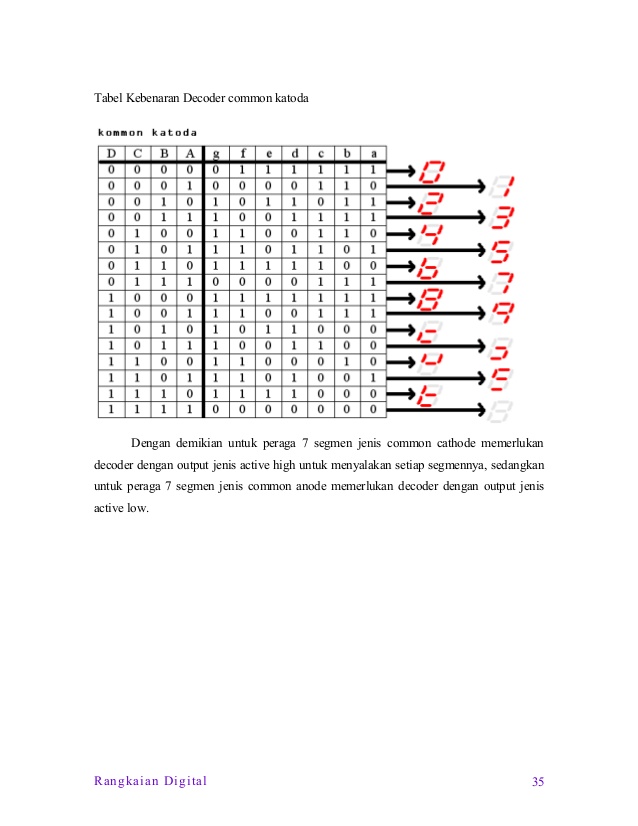 Tabel Kebenaran Decoder common katoda
kommon katoda
D C B A g f e d c b a
0 0 0 0 0 1 1 1 1 1 1 0
0 0 0 1 0 0 0 0 1 1 0 1
0 0 1 0 1 0 1 1 0 1 1 2
0 0 1 1 1 0 0 1 1 1 1 3
0 1 0 0 1 1 0 0 1 1 0 4
0 1 0 1 1 1 0 1 1 0 1 5
0 1 1 0 1 1 1 1 1 0 0 6
0 1 1 1 0 0 0 0 1 1 1 7
1 0 0 0 1 1 1 1 1 1 1 8
1 0 0 1 1 1 0 0 1 1 1 9
1 0 1 0 1 0 1 1 0 0 0
1 0 1 1 1 0 0 1 1 0 0
1 1 0 0 1 1 0 0 0 1 0
1 1 0 1 1 1 0 1 0 0 1
1 1 1 0 1 1 1 1 0 0 0
1 1 1 1 0 0 0 0 0 0 0
Dengan demikian untuk peraga 7 segmen jenis common cathode memerlukan
decoder dengan output jenis active high untuk menyalakan setiap segmennya, sedangkan
untuk peraga 7 segmen jenis common anode memerlukan decoder dengan output jenis
active low.
Rangkaian Digital 35